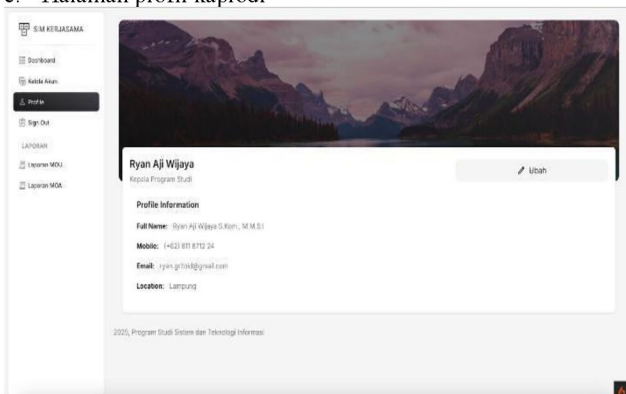 Halaman profil kaprodi
SIM KERJASAMA
Dashboard
Kelola Akun
Profile
Sign Out
LAPORAN
Laporan MOU
Laporan MOA
Ryan Aji Wijaya
Kepala Program Studi
Ubah
Profile Information
Full Name: Ryan Aji Wijaya S.Kom., M.M.S.I
Mobile: (+62) 811 8712 24
Location: Lampung
2025, Program Studi Sistem dan Teknologi Informasi